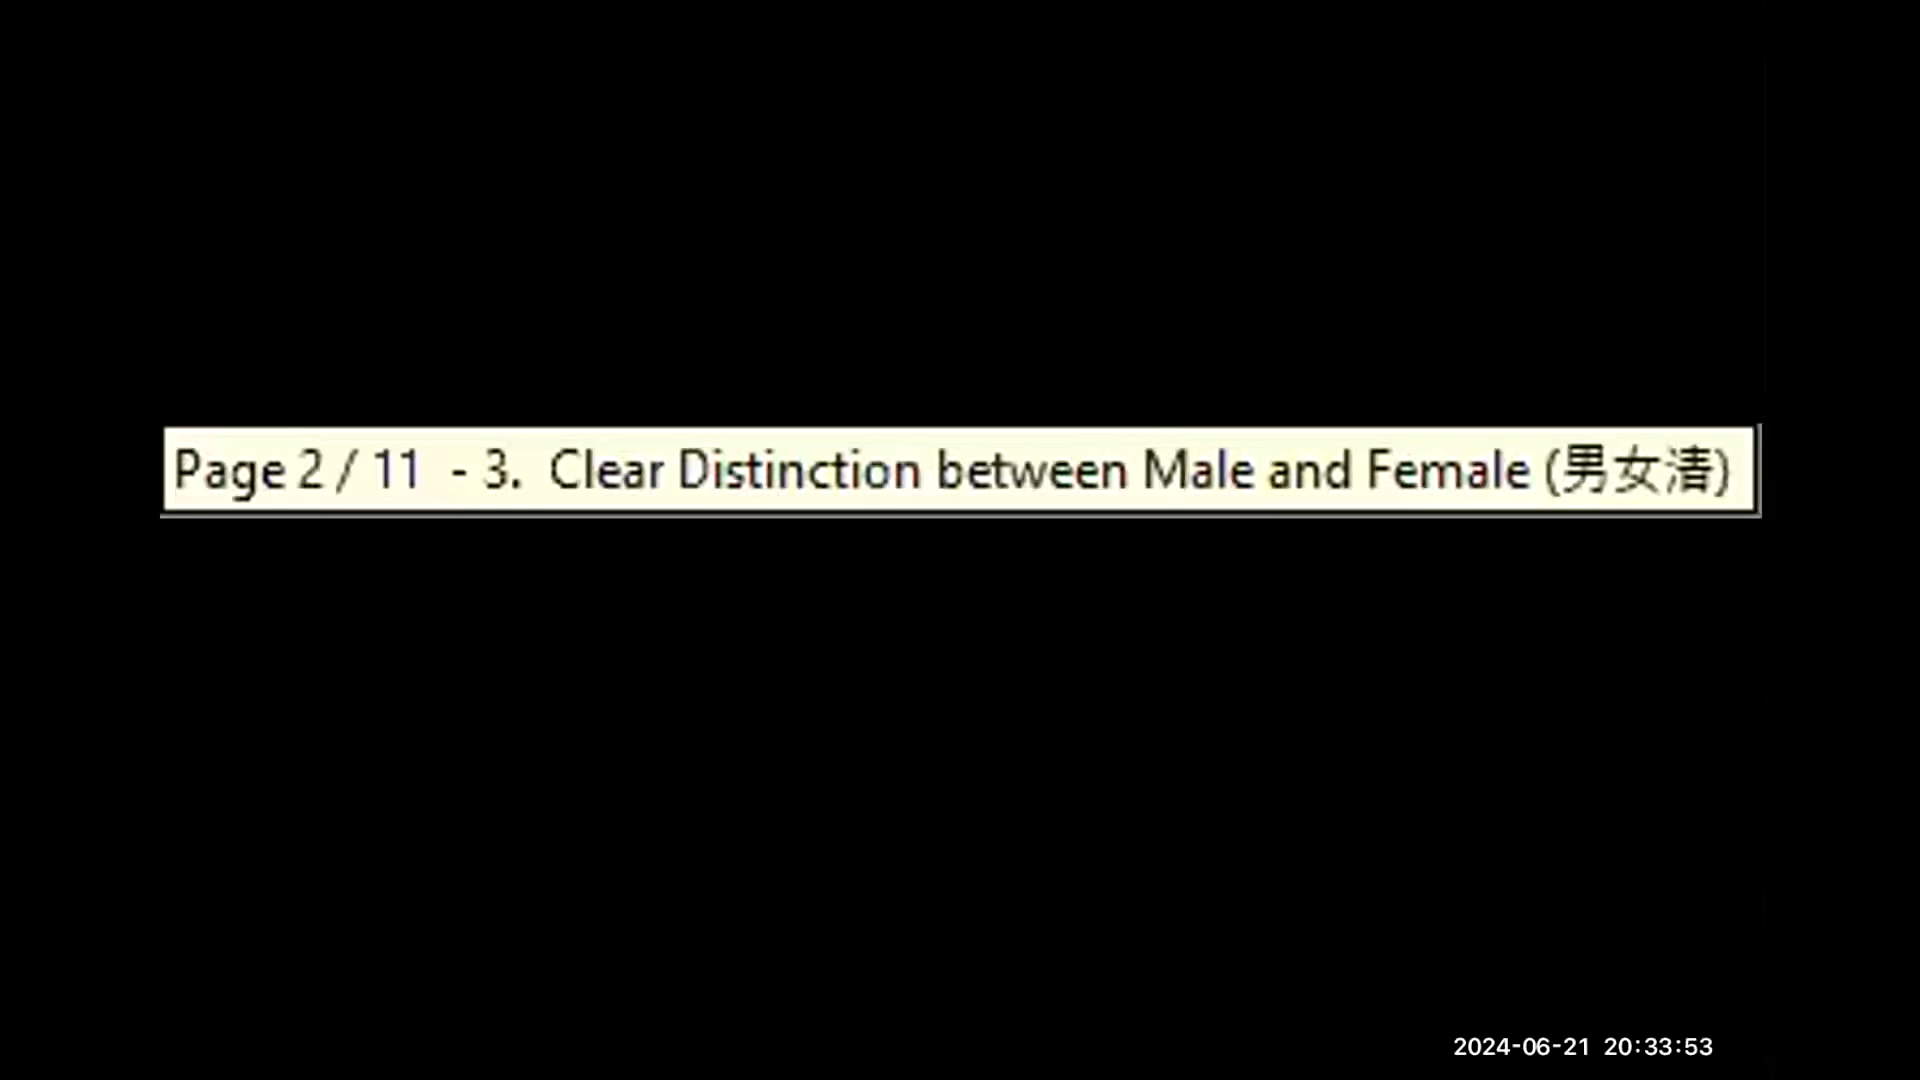 Page 2 / 11 - 3. Clear Distinction between Male and Female (男女清)
2024-06-21 20:33:53